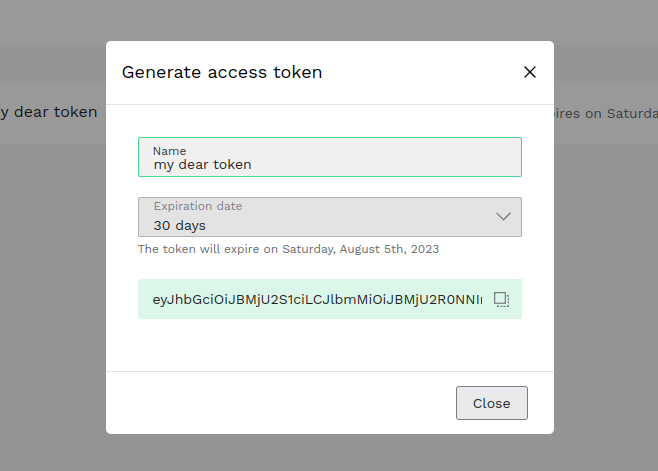 Generate access token
y dear token
ires on Saturda
Name
my dear token
Expiration date
30 days
The token will expire on Saturday, August 5th, 2023
eyJhbGciOiJBMjU2S1ciLCJlbmMiOiJBMjU2R0NNI
Close